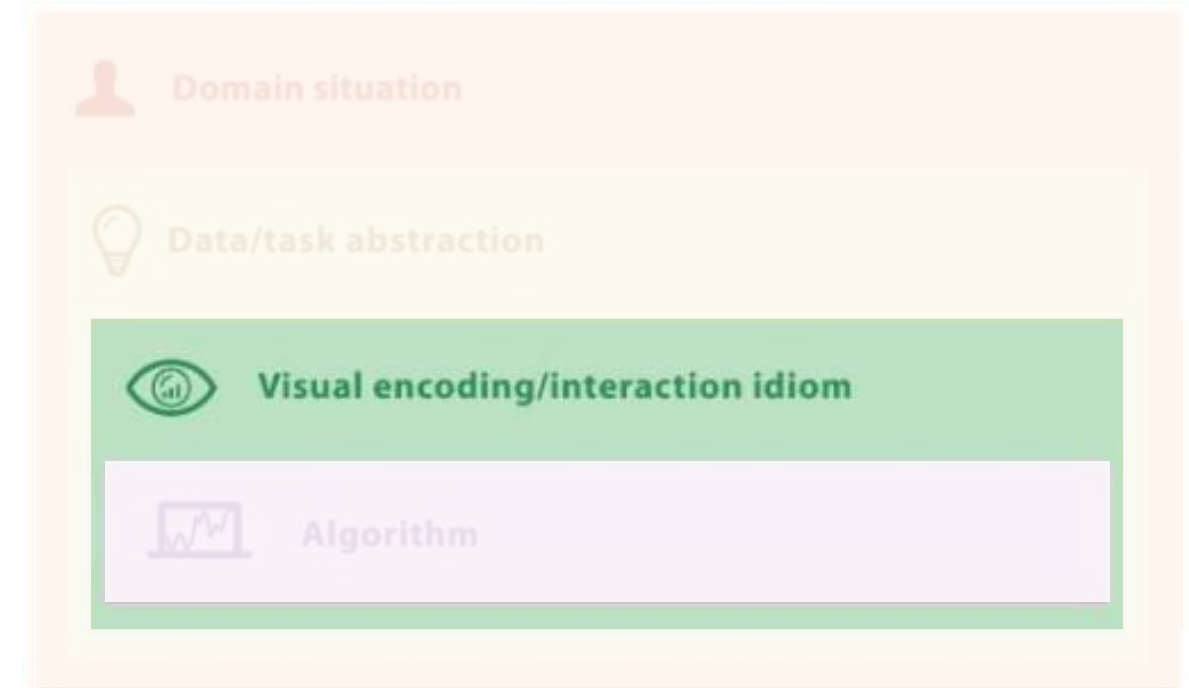 Domain situation
Data/task abstraction
Visual encoding/interaction idiom
Algorithm